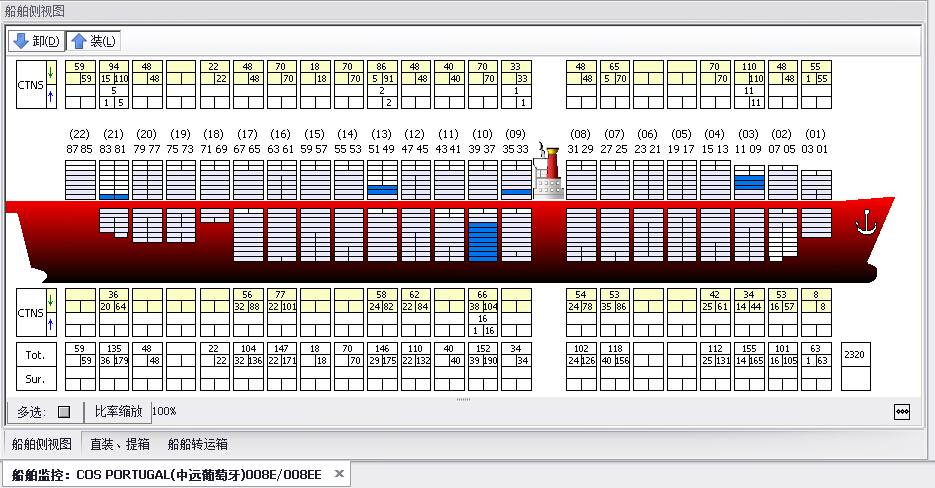 船舶侧视图
卸(D) 装(L)
59 94 48 22 48 70 18 70 86 48 40 70 33 48 65 70 110 48 55
CTNS 59 15 110 48 22 48 70 18 70 5 91 48 40 70 33 48 5 70 70 110 48 1 55
5 2 1 11
1 5 2 1 11
(22) (21) (20) (19) (18) (17) (16) (15) (14) (13) (12) (11) (10) (09) (08) (07) (06) (05) (04) (03) (02) (01)
87 85 83 81 79 77 75 73 71 69 67 65 63 61 59 57 55 53 51 49 47 45 43 41 39 37 35 33 31 29 27 25 23 21 19 17 15 13 11 09 07 05 03 01
36 56 77 58 62 66 54 53 42 34 53 8
CTNS 20 64 32 88 22 101 24 82 22 84 38 104 24 78 35 86 25 61 14 44 16 57 8
16
1 16
Tot. 59 135 48 22 104 147 18 70 146 110 40 152 34 102 118 112 155 101 63 2320
59 36 179 48 22 32 136 22 171 18 70 29 175 22 132 40 39 190 34 24 126 40 156 25 131 14 165 16 105 1 63
Sur.
多选: 比率缩放 100%
船舶侧视图 直装、提箱 船舶转运箱
船舶监控: COS PORTUGAL(中远葡萄牙)008E/008EE ×